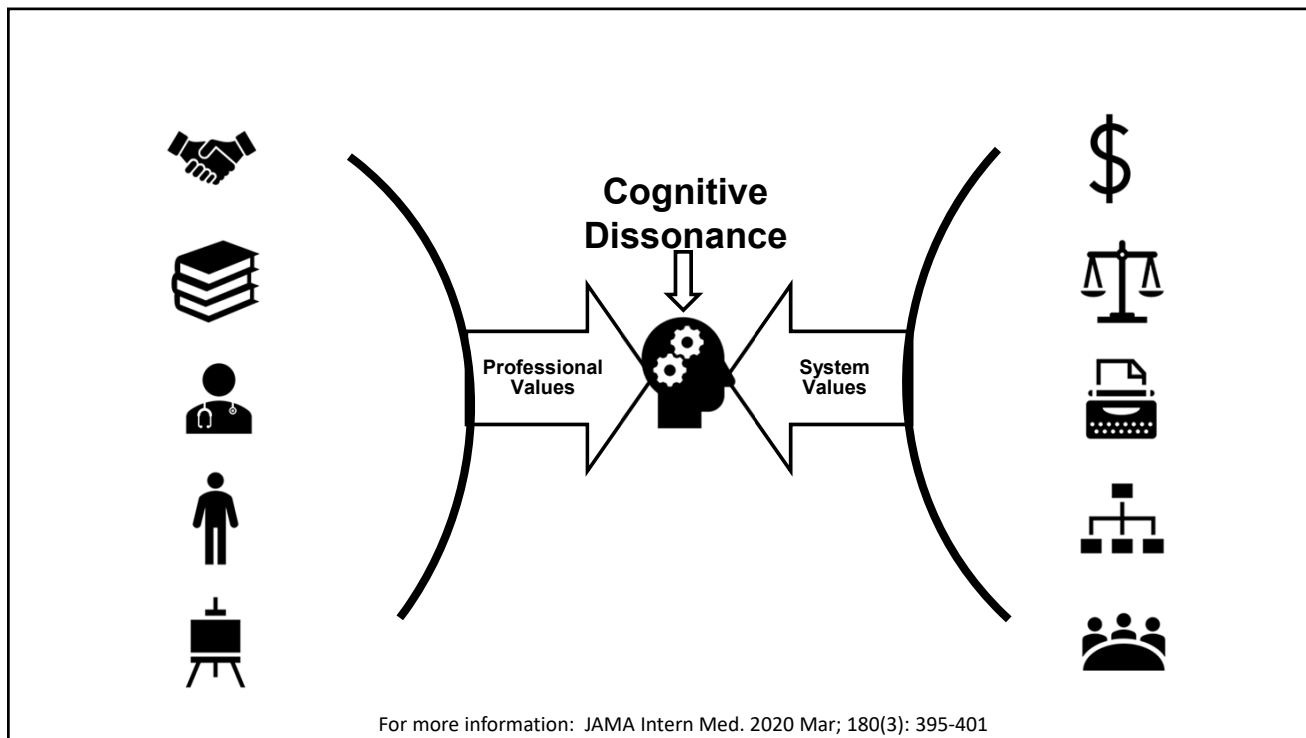 Cognitive
Dissonance
Professional
Values
System
Values
For more information:  JAMA Intern Med. 2020 Mar; 180(3): 395-401